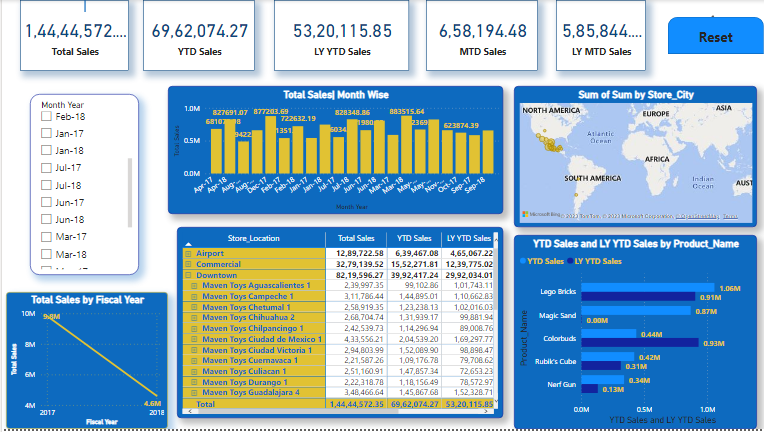 1,44,44,572....
Total Sales
69,62,074.27
YTD Sales
53,20,115.85
LY YTD Sales
6,58,194.48
MTD Sales
5,85,844....
LY MTD Sales
Reset
Month Year
Feb-18
Jan-17
Jan-18
Jul-17
Jul-18
Jun-17
Jun-18
Mar-17
Mar-18
Total Sales| Month Wise
Total Sales
1.0M
0.5M
0.0M
827691.07
877203.69
722632.19
828348.86
883515.64
623874.39
Apr-17
Apr-18
Aug-...
Aug-...
Dec-17
Feb-17
Feb-18
Jan-17
Jan-18
Jul-17
Jul-18
Jun-17
Jun-18
Mar-17
Mar-18
May-...
May-...
Nov-...
Oct-17
Sep-17
Sep-18
Month Year
Sum of Sum by Store_City
NORTH AMERICA
EUROPE
ASIA
Atlantic
Ocean
AFRICA
SOUTH AMERICA
Indian
Ocean
AUST
Microsoft Bing
© 2023 TomTom, © 2023 Microsoft Corporation, © OpenStreetMap Terms
Total Sales by Fiscal Year
Total Sales
10M
8M
6M
4M
9.8M
4.6M
2017
2018
Fiscal Year
Store_Location Total Sales YTD Sales LY YTD Sales
Airport 12,89,722.58 6,39,467.08 4,65,067.22
Commercial 32,79,139.52 15,52,271.81 12,39,775.02
Downtown 82,19,596.27 39,92,417.24 29,92,034.01
Maven Toys Aguascalientes 1 2,39,997.35 99,102.86 1,01,743.11
Maven Toys Campeche 1 3,11,786.44 1,44,895.01 1,10,662.83
Maven Toys Chetumal 1 2,58,919.35 1,23,238.13 1,02,016.03
Maven Toys Chihuahua 2 2,68,704.74 1,31,939.17 99,881.94
Maven Toys Chilpancingo 1 2,42,539.73 1,14,296.94 89,008.76
Maven Toys Ciudad de Mexico 1 4,33,556.21 2,04,539.20 1,69,297.77
Maven Toys Ciudad Victoria 1 2,94,803.99 1,52,089.90 98,898.47
Maven Toys Cuernavaca 1 2,21,587.26 1,09,176.78 79,708.62
Maven Toys Culiacan 1 2,51,160.91 1,47,857.34 72,653.23
Maven Toys Durango 1 2,22,318.78 1,18,156.49 78,572.97
Maven Toys Guadalajara 4 3,48,466.64 1,45,867.68 1,52,328.71
Total 1,44,44,572.35 69,62,074.27 53,20,115.85
YTD Sales and LY YTD Sales by Product_Name
YTD Sales LY YTD Sales
Product_Name
Lego Bricks 1.06M
0.91M
Magic Sand 0.87M
0.00M
Colorbuds 0.44M
0.93M
Rubik's Cube 0.42M
0.31M
Nerf Gun 0.34M
0.13M
0.0M 0.5M 1.0M
YTD Sales and LY YTD Sales